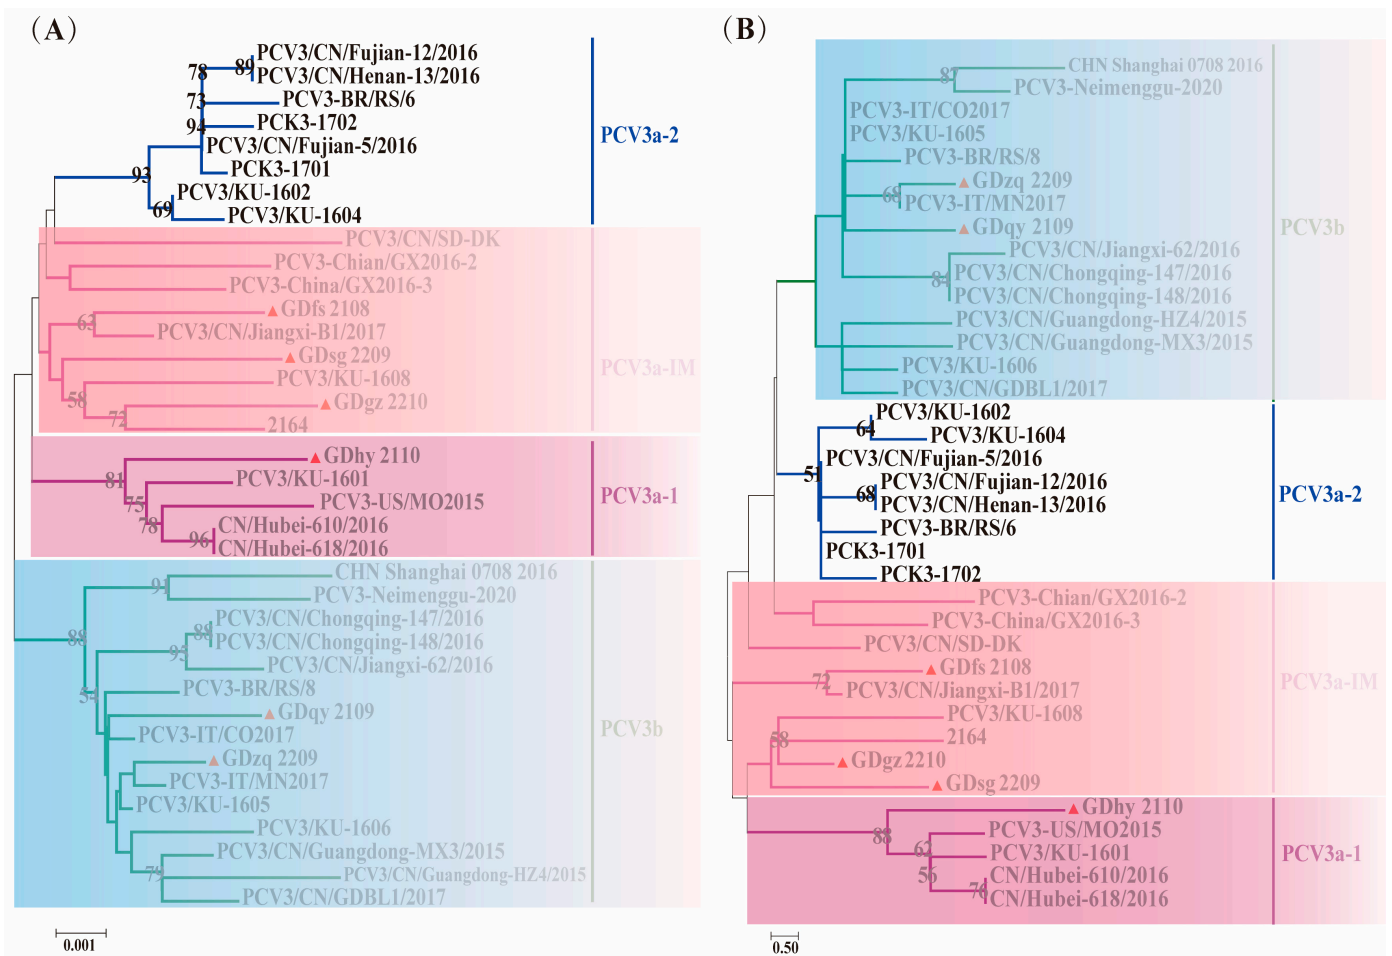 (A)
PCV3/CN/Fujian-12/2016
89
78
PCV3/CN/Henan-13/2016
73
PCV3-BR/RS/6
94
PCK3-1702
PCV3a-2
PCV3/CN/Fujian-5/2016
PCK3-1701
93
PCV3/KU-1602
69
PCV3/KU-1604
PCV3/CN/SD-DK
PCV3-Chian/GX2016-2
PCV3-China/GX2016-3
GDfs 2108
63
PCV3/CN/Jiangxi-B1/2017
GDsg 2209
PCV3a-IM
PCV3/KU-1608
58
GDgz 2210
72
2164
GDhy 2110
81
PCV3/KU-1601
75
PCV3-US/MO2015
PCV3a-1
78
CN/Hubei-610/2016
96
CN/Hubei-618/2016
CHN Shanghai 0708 2016
91
PCV3-Neimenggu-2020
PCV3/CN/Chongqing-147/2016
88
88
PCV3/CN/Chongqing-148/2016
95
PCV3/CN/Jiangxi-62/2016
54
PCV3-BR/RS/8
GDqy 2109
PCV3b
PCV3-IT/CO2017
GDzq 2209
PCV3-IT/MN2017
PCV3/KU-1605
PCV3/KU-1606
PCV3/CN/Guangdong-MX3/2015
79
PCV3/CN/Guangdong-HZ4/2015
PCV3/CN/GDBL1/2017
0.001
(B)
CHN Shanghai 0708 2016
87
PCV3-Neimenggu-2020
PCV3-IT/CO2017
PCV3/KU-1605
PCV3-BR/RS/8
GDzq 2209
68
PCV3-IT/MN2017
GDqy 2109
PCV3b
PCV3/CN/Jiangxi-62/2016
84
PCV3/CN/Chongqing-147/2016
PCV3/CN/Chongqing-148/2016
PCV3/CN/Guangdong-HZ4/2015
PCV3/CN/Guangdong-MX3/2015
PCV3/KU-1606
PCV3/CN/GDBL1/2017
PCV3/KU-1602
64
PCV3/KU-1604
51
PCV3/CN/Fujian-5/2016
PCV3/CN/Fujian-12/2016
68
PCV3a-2
PCV3/CN/Henan-13/2016
PCV3-BR/RS/6
PCK3-1701
PCK3-1702
PCV3-Chian/GX2016-2
PCV3-China/GX2016-3
PCV3/CN/SD-DK
GDfs 2108
72
PCV3a-IM
PCV3/CN/Jiangxi-B1/2017
PCV3/KU-1608
58
2164
GDgz 2210
GDsg 2209
GDhy 2110
88
PCV3-US/MO2015
62
PCV3/KU-1601
PCV3a-1
56
CN/Hubei-610/2016
70
CN/Hubei-618/2016
0.50